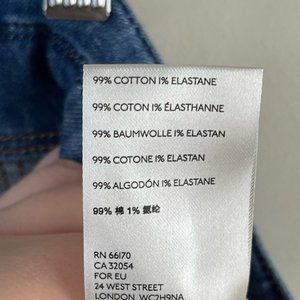 99% COTTON 1% ELASTANE
99% COTON 1% ÉLASTHANNE
99% BAUMWOLLE 1% ELASTAN
99% COTONE 1% ELASTAN
99% ALGODÓN 1% ELASTANE
99% 棉 1% 氨纶
RN 66170
CA 32054
FOR EU
24 WEST STREET
LONDON, WC2H9NA